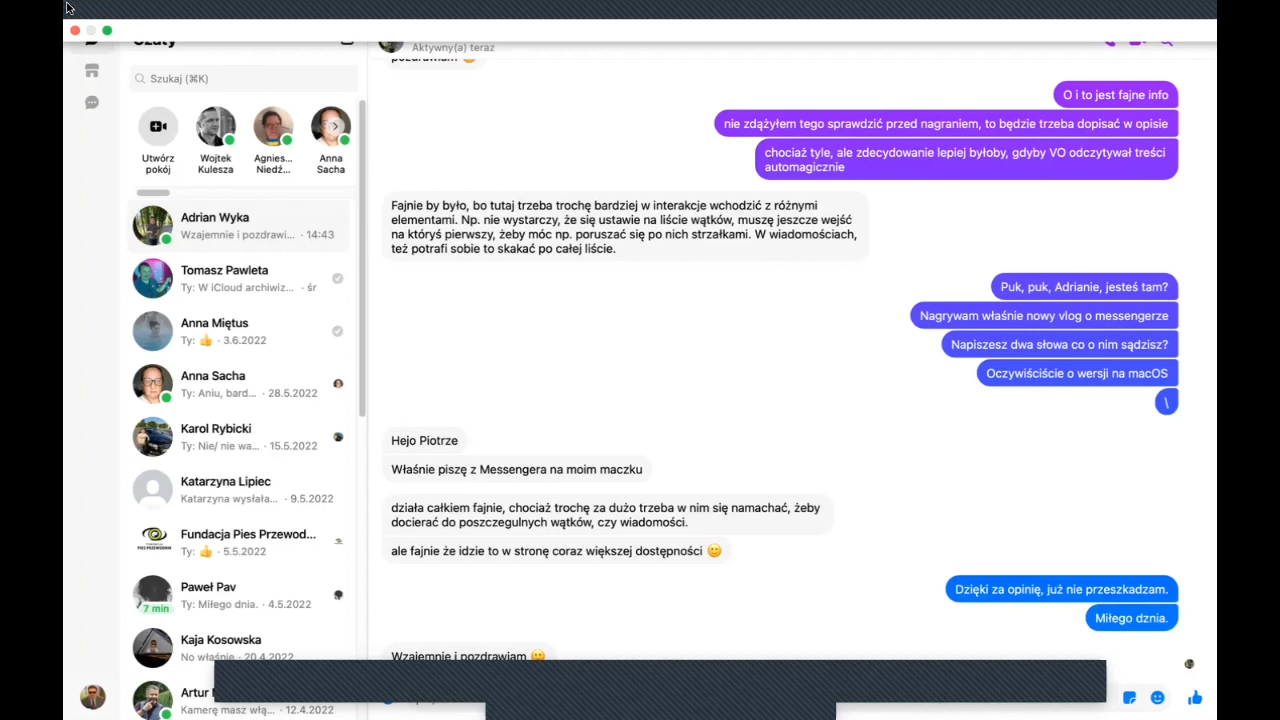 Czaty
Szukaj (⌘K)
Utwórz
pokój
Wojtek
Kulesza
Agnies...
Niedź...
Anna
Sacha
Adrian Wyka
Wzajemnie i pozdrawi... · 14:43
Tomasz Pawleta
Ty: W iCloud archiwiz... · śr
Anna Miętus
Ty: 👍 · 3.6.2022
Anna Sacha
Ty: Aniu, bard... · 28.5.2022
Karol Rybicki
Ty: Nie/ nie wa... · 15.5.2022
Katarzyna Lipiec
Katarzyna wysłała... · 9.5.2022
Fundacja Pies Przewod...
Ty: 👍 · 5.5.2022
PIES PRZEWODNIK
Paweł Pav
7 min
Ty: Miłego dnia. · 4.5.2022
Kaja Kosowska
No właśnie · 20.4.2022
Artur
Kamerę masz włą... · 12.4.2022
Aktywny(a) teraz
pozdrawiam 🙂
O i to jest fajne info
nie zdążyłem tego sprawdzić przed nagraniem, to będzie trzeba dopisać w opisie
chociaż tyle, ale zdecydowanie lepiej byłoby, gdyby VO odczytywał treści
automagicznie
Fajnie by było, bo tutaj trzeba trochę bardziej w interakcje wchodzić z różnymi
elementami. Np. nie wystarczy, że się ustawie na liście wątków, muszę jeszcze wejść
na któryś pierwszy, żeby móc np. poruszać się po nich strzałkami. W wiadomościach,
też potrafi sobie to skakać po całej liście.
Puk, puk, Adrianie, jesteś tam?
Nagrywam właśnie nowy vlog o messengerze
Napiszesz dwa słowa co o nim sądzisz?
Oczywiściście o wersji na macOS
\
Hejo Piotrze
Właśnie piszę z Messengera na moim maczku
działa całkiem fajnie, chociaż trochę za dużo trzeba w nim się namachać, żeby
docierać do poszczegulnych wątków, czy wiadomości.
ale fajnie że idzie to w stronę coraz większej dostępności 🙂
Dzięki za opinię, już nie przeszkadzam.
Miłego dznia.
Wzajemnie i pozdrawiam 🙂